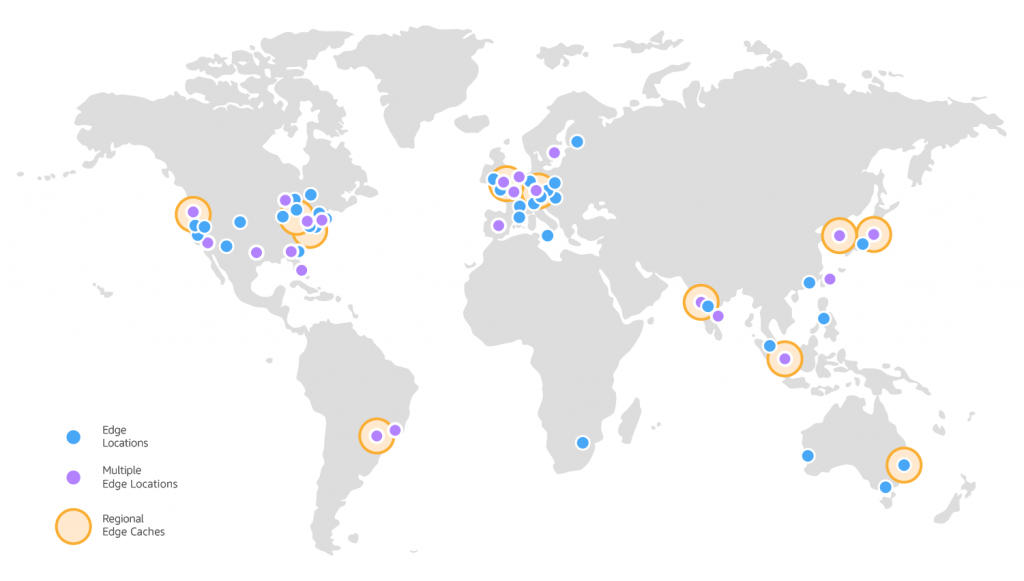 Edge
Locations
Multiple
Edge Locations
Regional
Edge Caches